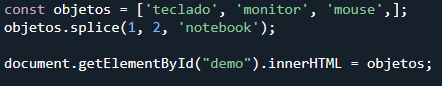 const objetos = ['teclado', 'monitor', 'mouse',];
objetos.splice(1, 2, 'notebook');
document.getElementById("demo").innerHTML = objetos;